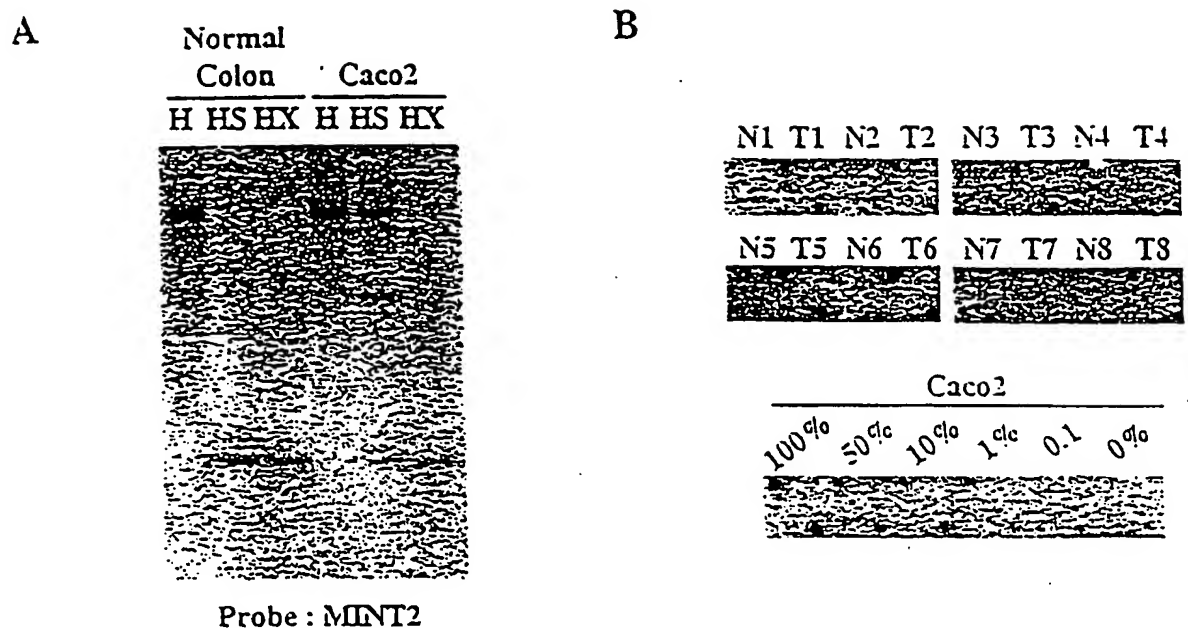 A
Normal
Colon
Caco2
H HS HX H HS HX
Probe : MINT2
B
N1 T1 N2 T2 N3 T3 N4 T4
N5 T5 N6 T6 N7 T7 N8 T8
Caco2
100% 50% 10% 1% 0.1 0%